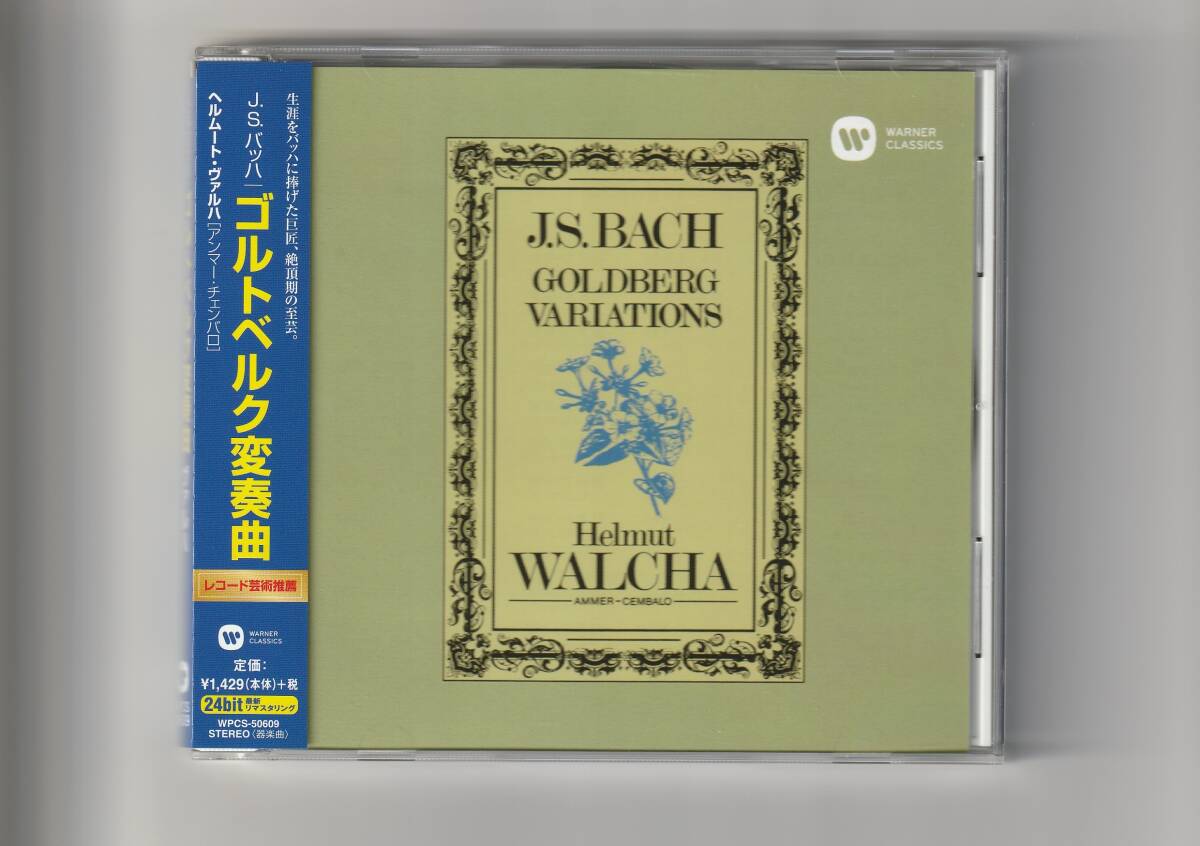 生涯をバッハに捧げた巨匠、絶頂期の至芸。
J.S.バッハ
ゴルトベルク変奏曲
ヘルムート・ヴァルハ[アンマー・チェンバロ]
レコード芸術推薦
WARNER
CLASSICS
定価:
¥1,429(本体)+税
24bit 最新リマスタリング
WPCS-50609
STEREO〈器楽曲〉
WARNER
CLASSICS
J.S.BACH
GOLDBERG
VARIATIONS
Helmut
WALCHA
AMMER-CEMBALO